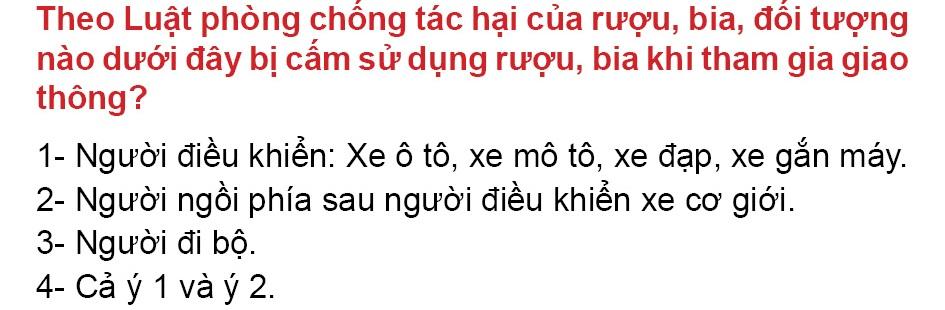 Theo Luật phòng chống tác hại của rượu, bia, đối tượng
nào dưới đây bị cấm sử dụng rượu, bia khi tham gia giao
thông?
1- Người điều khiển: Xe ô tô, xe mô tô, xe đạp, xe gắn máy.
2- Người ngồi phía sau người điều khiển xe cơ giới.
3- Người đi bộ.
4- Cả ý 1 và ý 2.